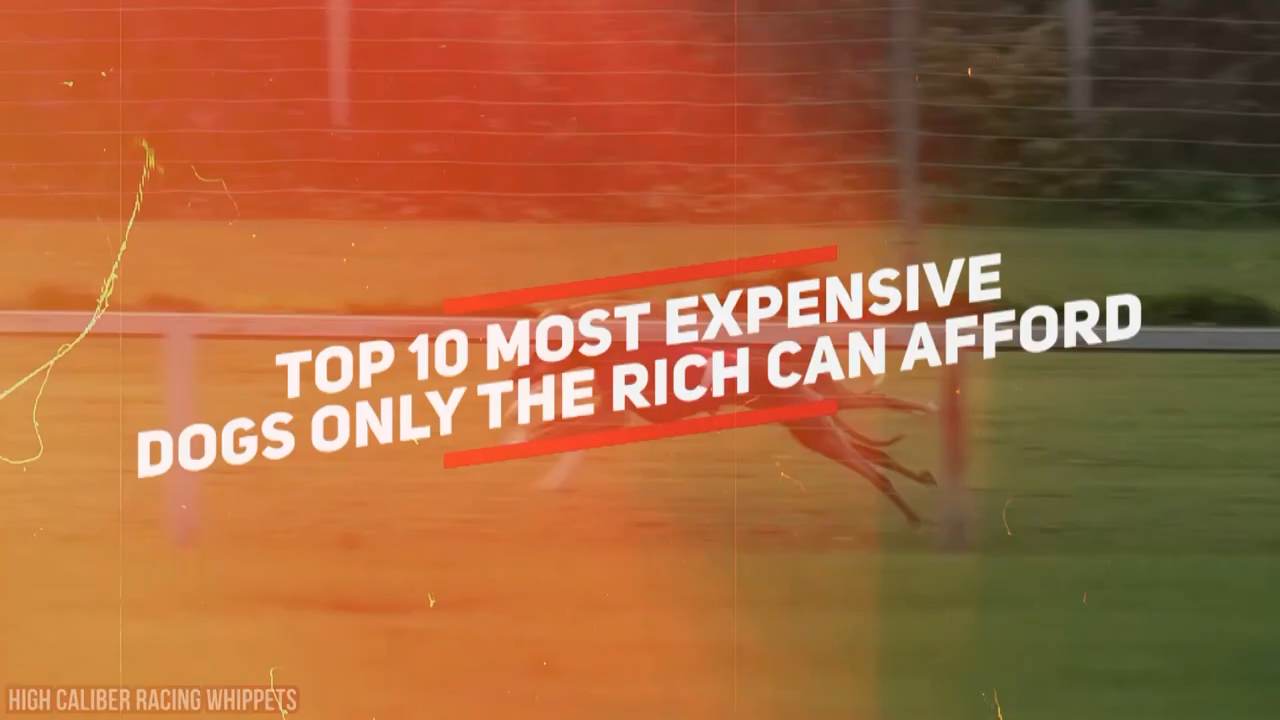 TOP 10 MOST EXPENSIVE
DOGS ONLY THE RICH CAN AFFORD
HIGH CALIBER RACING WHIPPETS